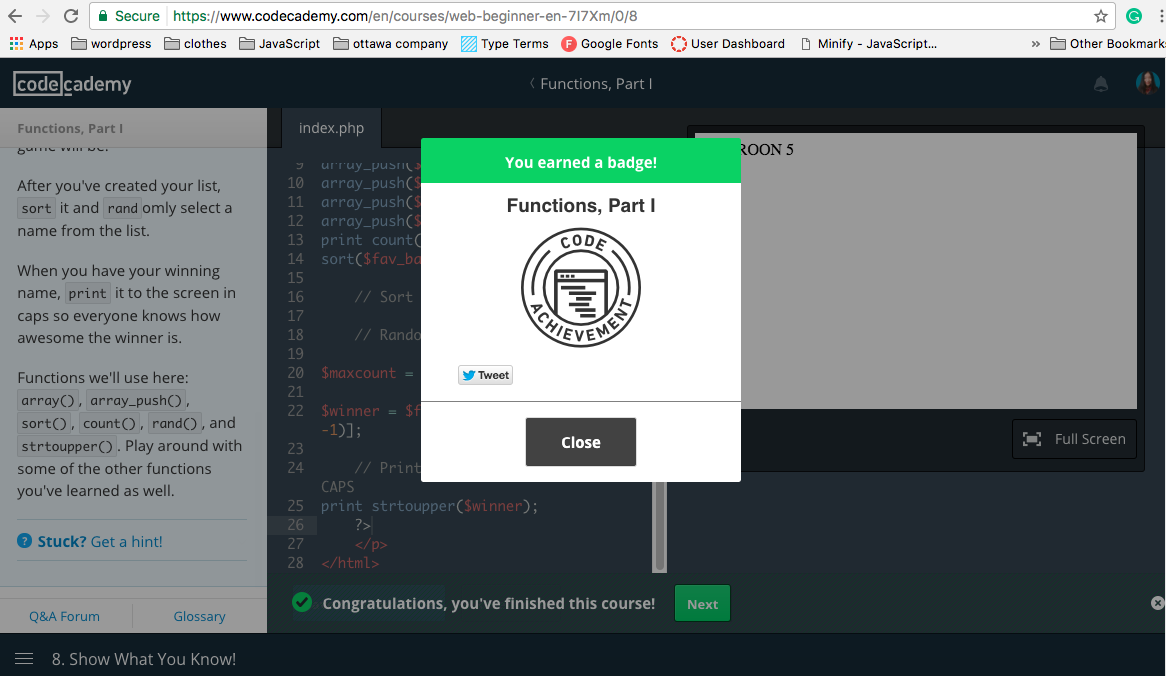 Secure https://www.codecademy.com/en/courses/web-beginner-en-7I7Xm/0/8
Apps wordpress clothes JavaScript ottawa company Type Terms Google Fonts User Dashboard Minify - JavaScript... » Other Bookmark
codecademy
Functions, Part I
Functions, Part I
game will be.
After you've created your list,
sort it and randomly select a
name from the list.
When you have your winning
name, print it to the screen in
caps so everyone knows how
awesome the winner is.
Functions we'll use here:
array(), array_push(),
sort(), count(), rand(), and
strtoupper(). Play around with
some of the other functions
you've learned as well.
? Stuck? Get a hint!
Q&A Forum Glossary
index.php
9 array_push($
10 array_push($
11 array_push($
12 array_push($
13 print count(
14 sort($fav_ba
15
16 // Sort
17
18 // Rando
19
20 $maxcount =
21
22 $winner = $f
-1)];
23
24 // Print
CAPS
25 print strtoupper($winner);
26 ?>
27 </p>
28 </html>
You earned a badge!
Functions, Part I
CODE
ACHIEVEMENT
Tweet
Close
ROON 5
Full Screen
Congratulations, you've finished this course! Next
8. Show What You Know!